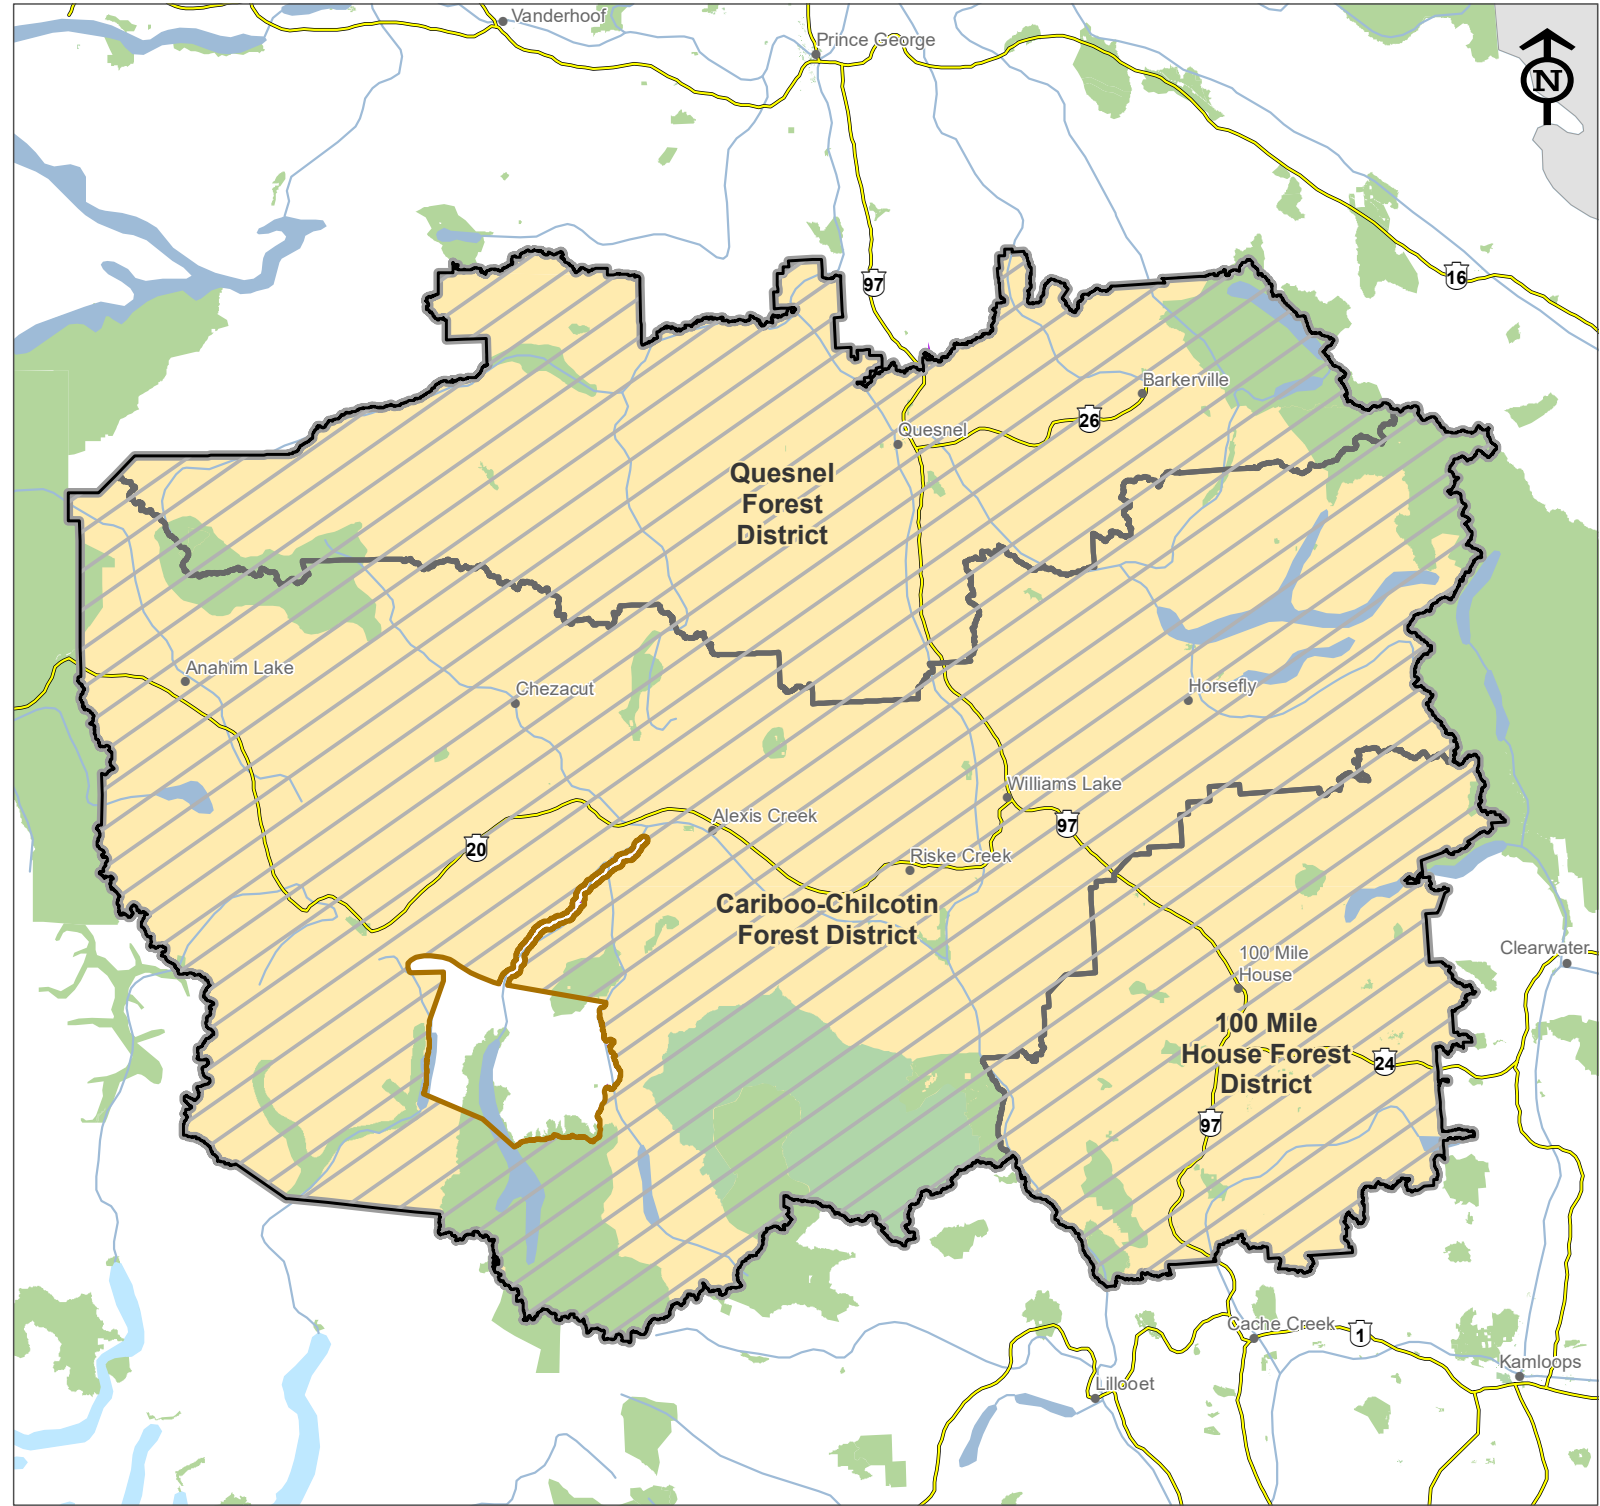 Vanderhoof
Prince George
N
97
16
Barkerville
26
Quesnel
Quesnel
Forest
District
Anahim Lake
Chezacut
Horsefly
Williams Lake
97
Alexis Creek
20
Riske Creek
Cariboo-Chilcotin
Forest District
100 Mile
House
Clearwater
100 Mile
House Forest
District
24
97
Cache Creek
1
Kamloops
Lillooet